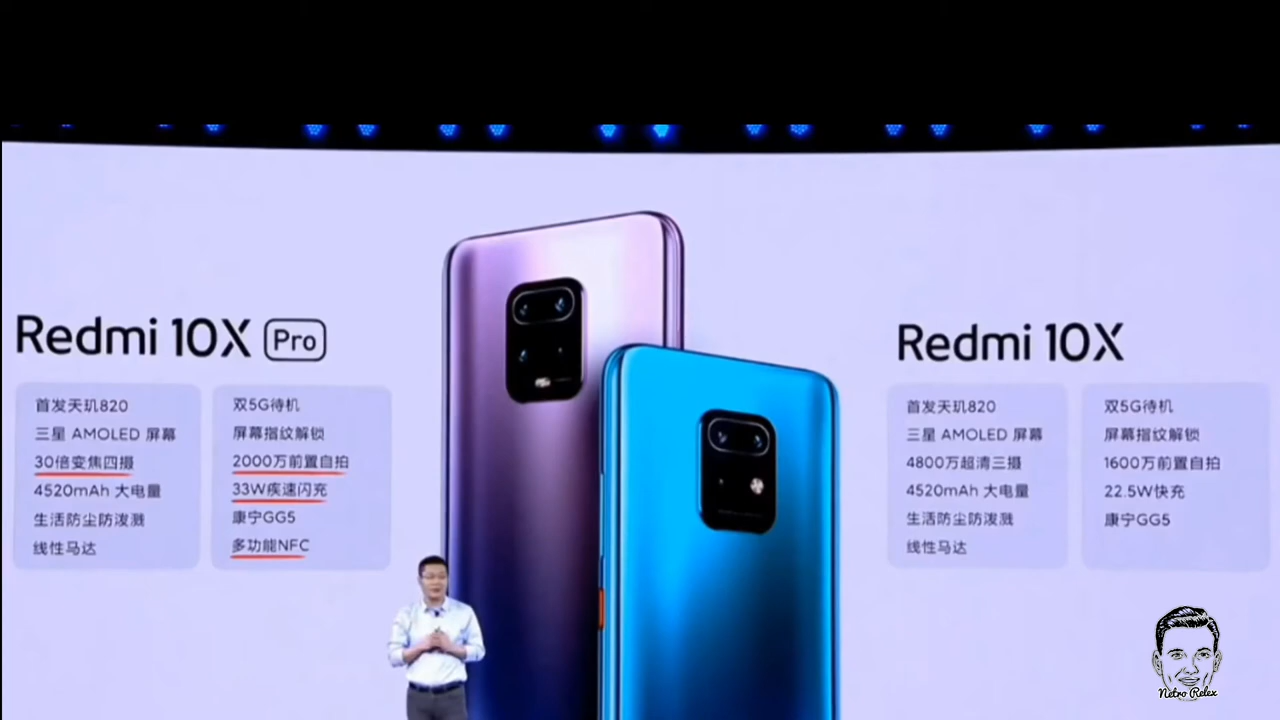 Redmi 10X Pro
首发天玑820
三星 AMOLED 屏幕
30倍变焦四摄
4520mAh 大电量
生活防尘防泼溅
线性马达
双5G待机
屏幕指纹解锁
2000万前置自拍
33W疾速闪充
康宁GG5
多功能NFC
Redmi 10X
首发天玑820
三星 AMOLED 屏幕
4800万超清三摄
4520mAh 大电量
生活防尘防泼溅
线性马达
双5G待机
屏幕指纹解锁
1600万前置自拍
22.5W快充
康宁GG5
Netro Relex